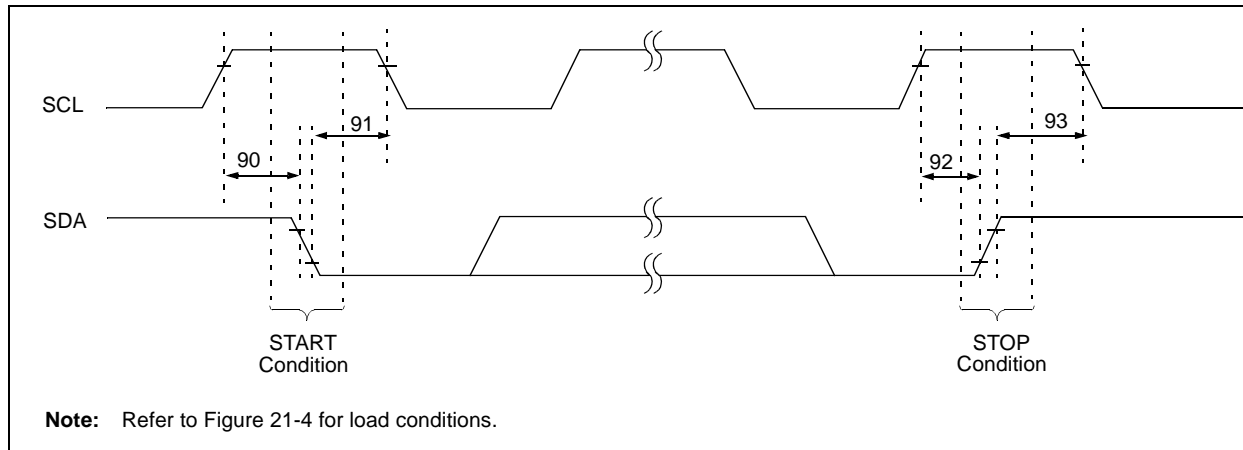 SCL
91
93
90
92
SDA
START
Condition
STOP
Condition
Note: Refer to Figure 21-4 for load conditions.